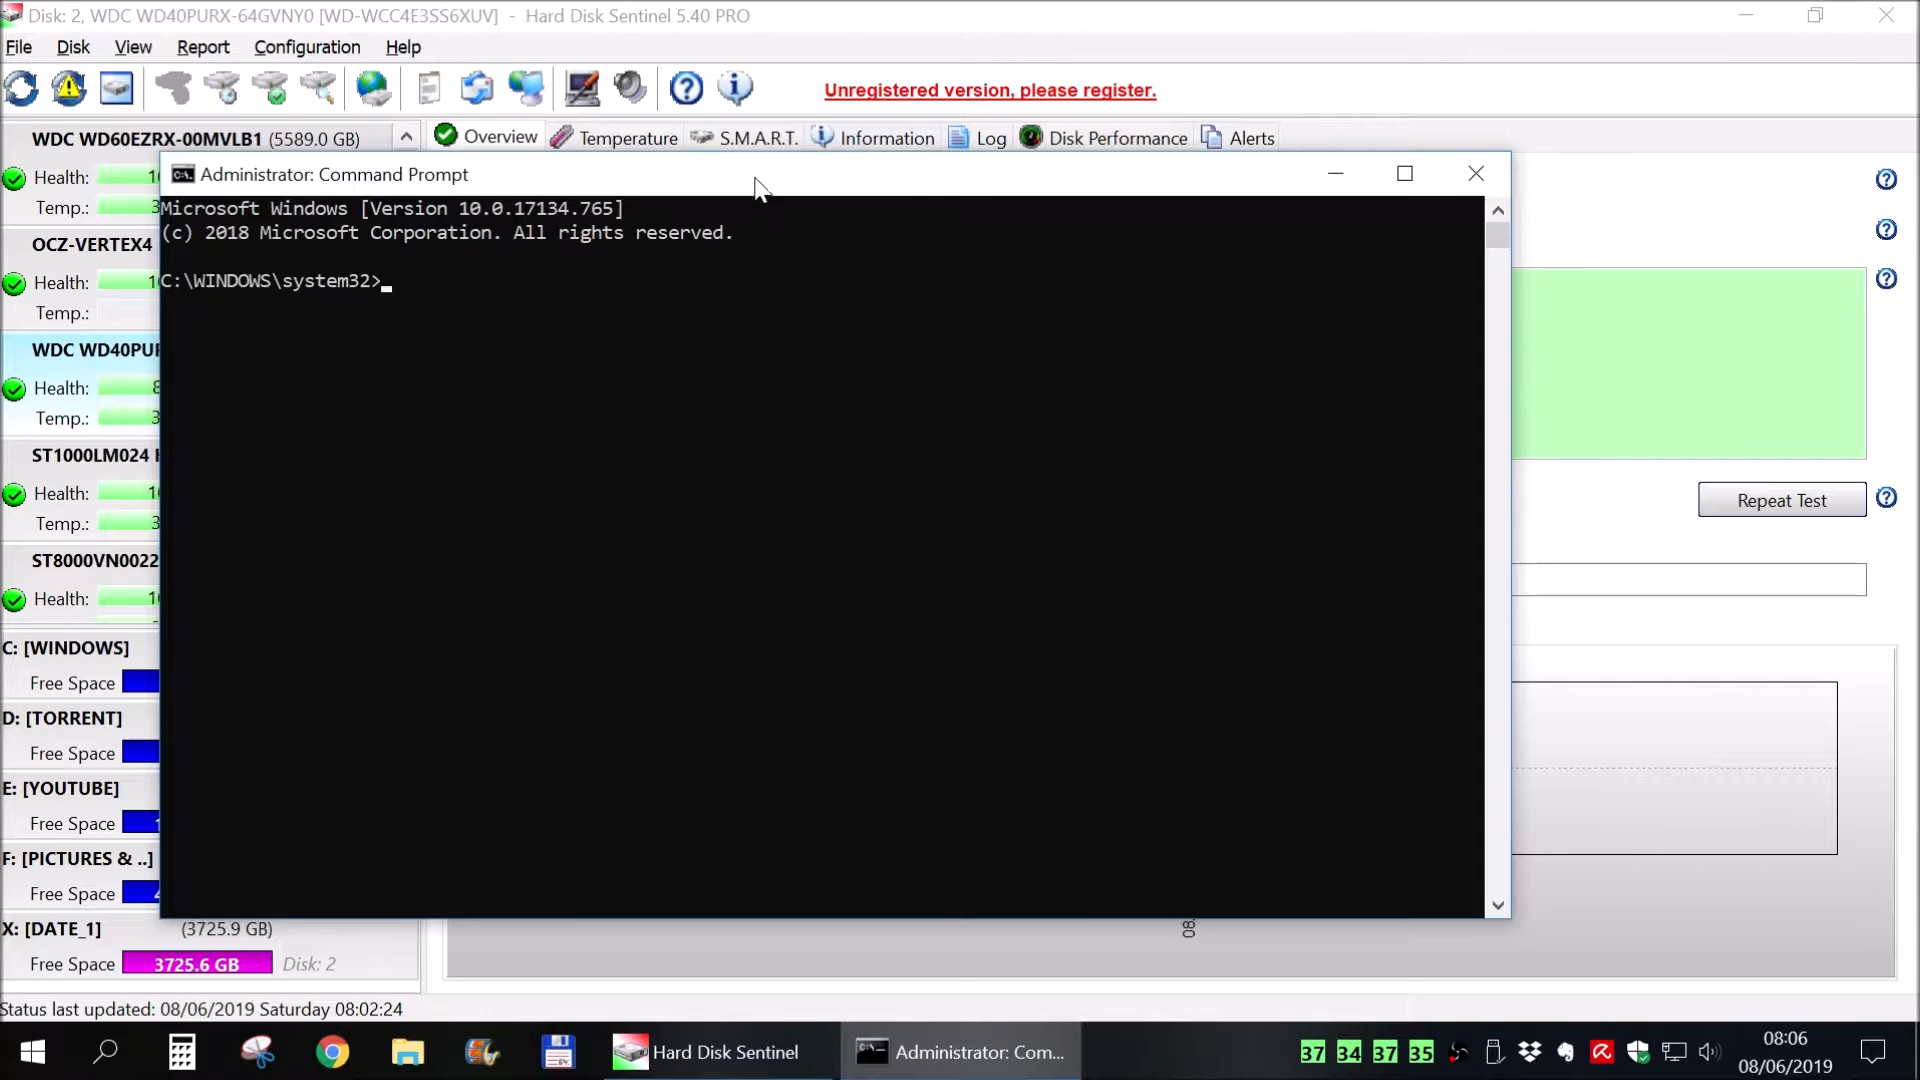 Disk: 2, WDC WD40PURX-64GVNY0 [WD-WCC4E3SS6XUV] - Hard Disk Sentinel 5.40 PRO
File Disk View Report Configuration Help
Unregistered version, please register.
WDC WD60EZRX-00MVLB1 (5589.0 GB)
Overview Temperature S.M.A.R.T. Information Log Disk Performance Alerts
Health:
Temp.:
OCZ-VERTEX4
Health:
Temp.:
WDC WD40PU
Health:
Temp.:
ST1000LM024
Health:
Temp.:
ST8000VN0022
Health:
Administrator: Command Prompt
Microsoft Windows [Version 10.0.17134.765]
(c) 2018 Microsoft Corporation. All rights reserved.
C:\WINDOWS\system32>
Repeat Test
C: [WINDOWS]
Free Space
D: [TORRENT]
Free Space
E: [YOUTUBE]
Free Space
F: [PICTURES & ..]
Free Space
X: [DATE_1] (3725.9 GB)
Free Space 3725.6 GB Disk: 2
Status last updated: 08/06/2019 Saturday 08:02:24
Hard Disk Sentinel
Administrator: Com...
37 34 37 35
08:06
08/06/2019